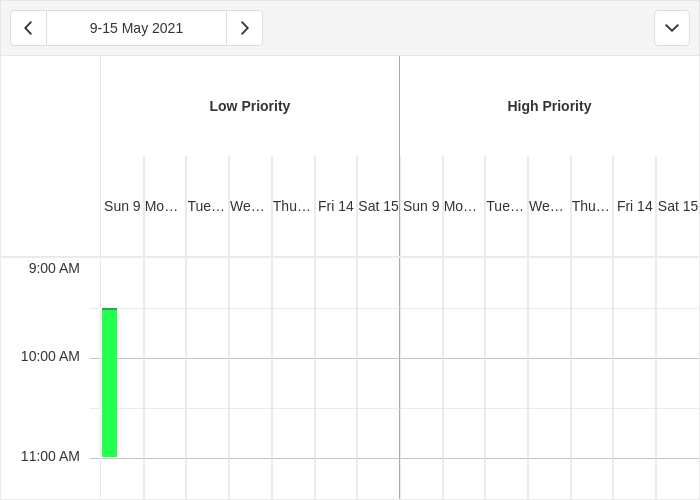 9-15 May 2021
Low Priority High Priority
Sun 9 Mo... Tue... We... Thu... Fri 14 Sat 15 Sun 9 Mo... Tue... We... Thu... Fri 14 Sat 15
9:00 AM
10:00 AM
11:00 AM